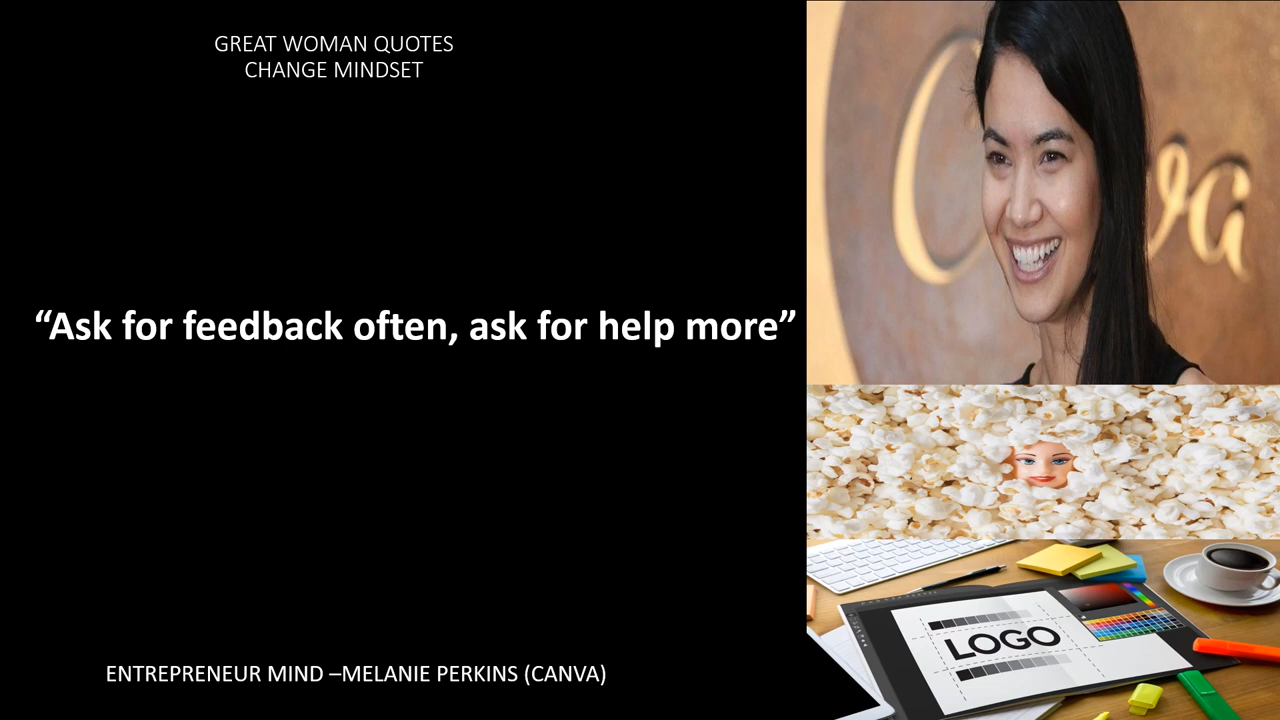 GREAT WOMAN QUOTES
CHANGE MINDSET
“Ask for feedback often, ask for help more”
ENTREPRENEUR MIND –MELANIE PERKINS (CANVA)
C va
LOGO